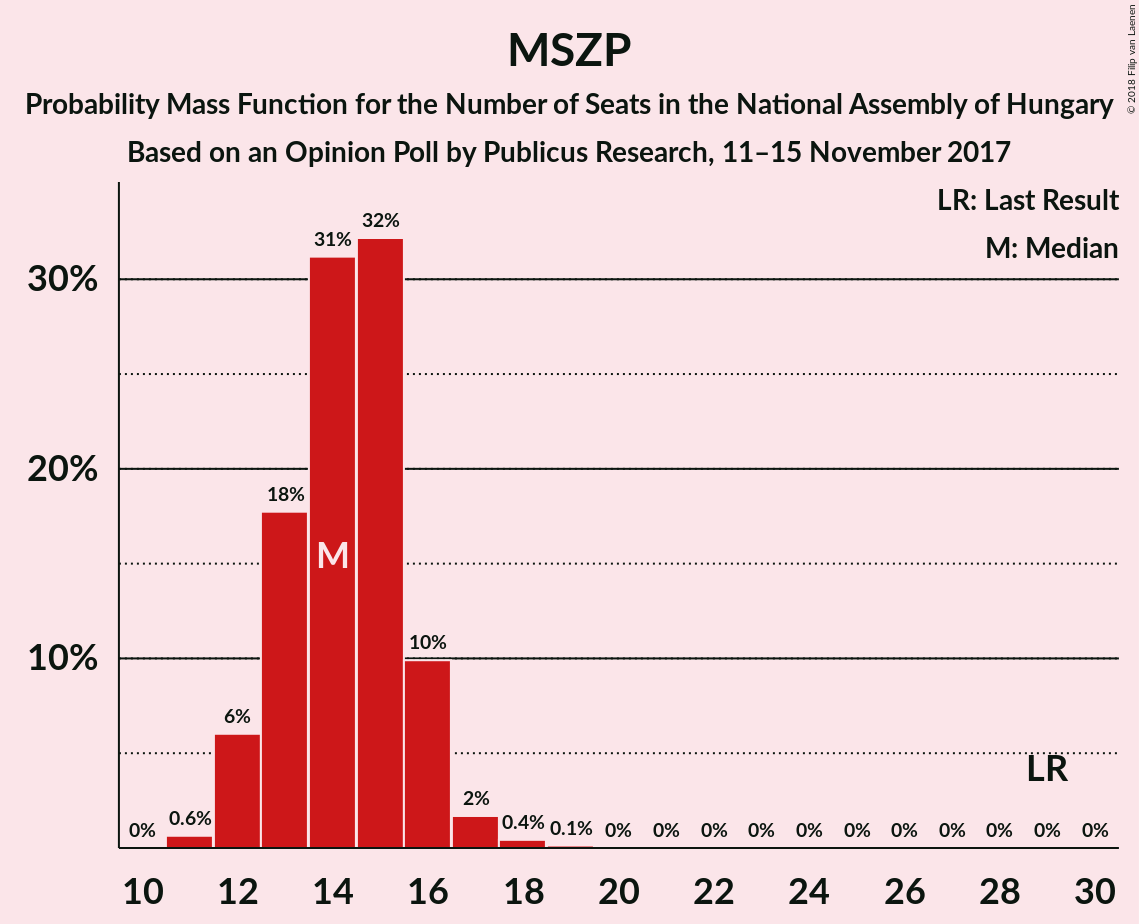 MSZP
Probability Mass Function for the Number of Seats in the National Assembly of Hungary
Based on an Opinion Poll by Publicus Research, 11–15 November 2017
© 2018 Filip van Laenen
LR: Last Result
M: Median
30%
20%
10%
0%
0.6%
6%
18%
31%
32%
10%
2%
0.4%
0.1%
0%
0%
0%
0%
0%
0%
0%
0%
0%
0%
0%
M
LR
10 12 14 16 18 20 22 24 26 28 30